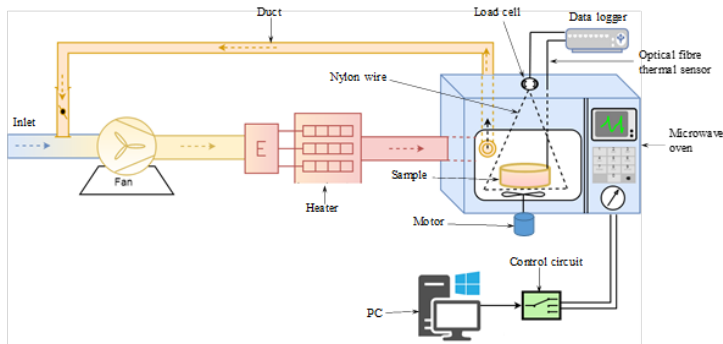 Duct
Load cell
Data logger
Optical fibre
thermal sensor
Nylon wire
Inlet
E
Microwave
oven
Fan
Sample
Heater
Motor
Control circuit
PC